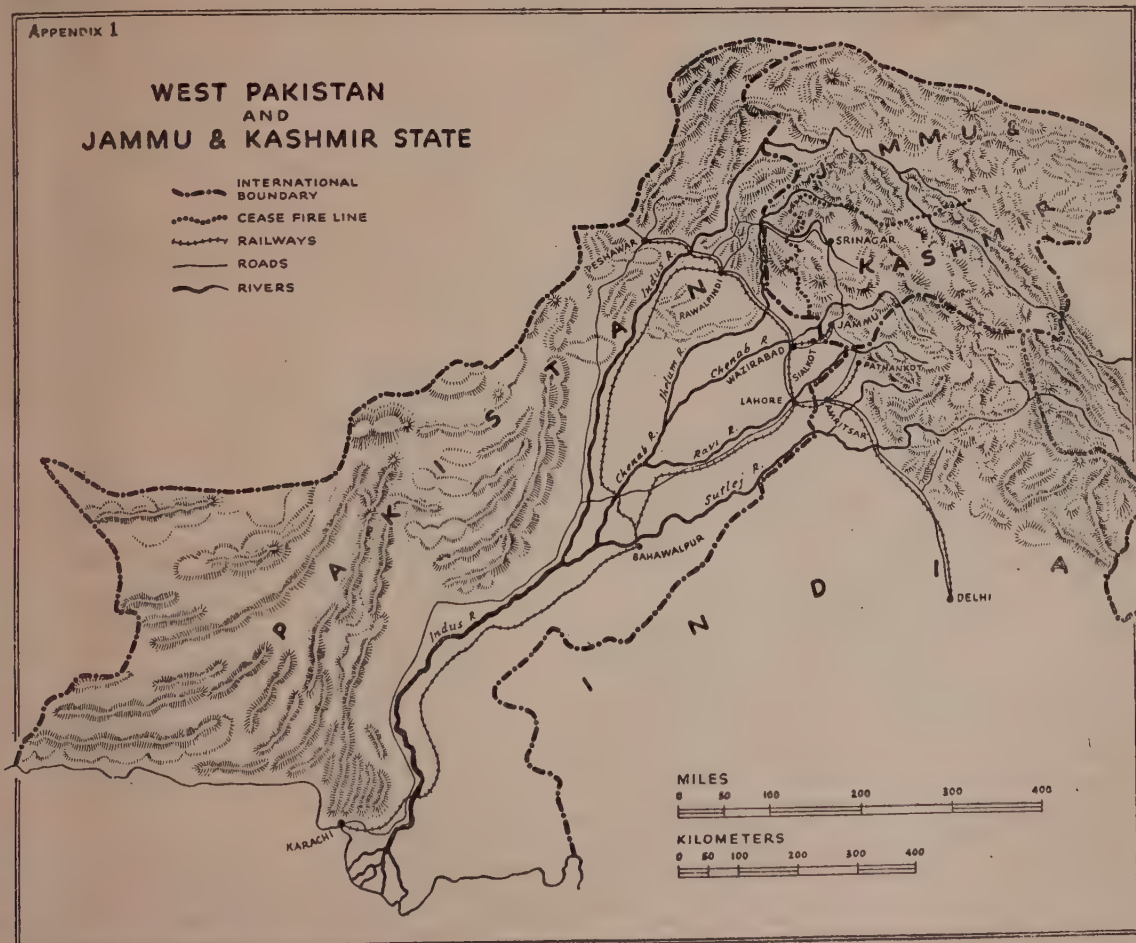 APPENDIX 1
WEST PAKISTAN
AND
JAMMU & KASHMIR STATE
INTERNATIONAL
BOUNDARY
CEASE FIRE LINE
RAILWAYS
ROADS
RIVERS
JAMMU &
KASHMIR
PAKISTAN
INDIA
PESHAWAR
Indus R.
RAWALPINDI
SRINAGAR
JAMMU
Jhelum R.
Chenab R
WAZIRABAD
SIALKOT
PATHANKOT
LAHORE
AMRITSAR
Chenab R.
Ravi R.
Sutlej R.
BAHAWALPUR
DELHI
Indus R.
KARACHI
MILES
0 50 100 200 300 400
KILOMETERS
0 50 100 200 300 400